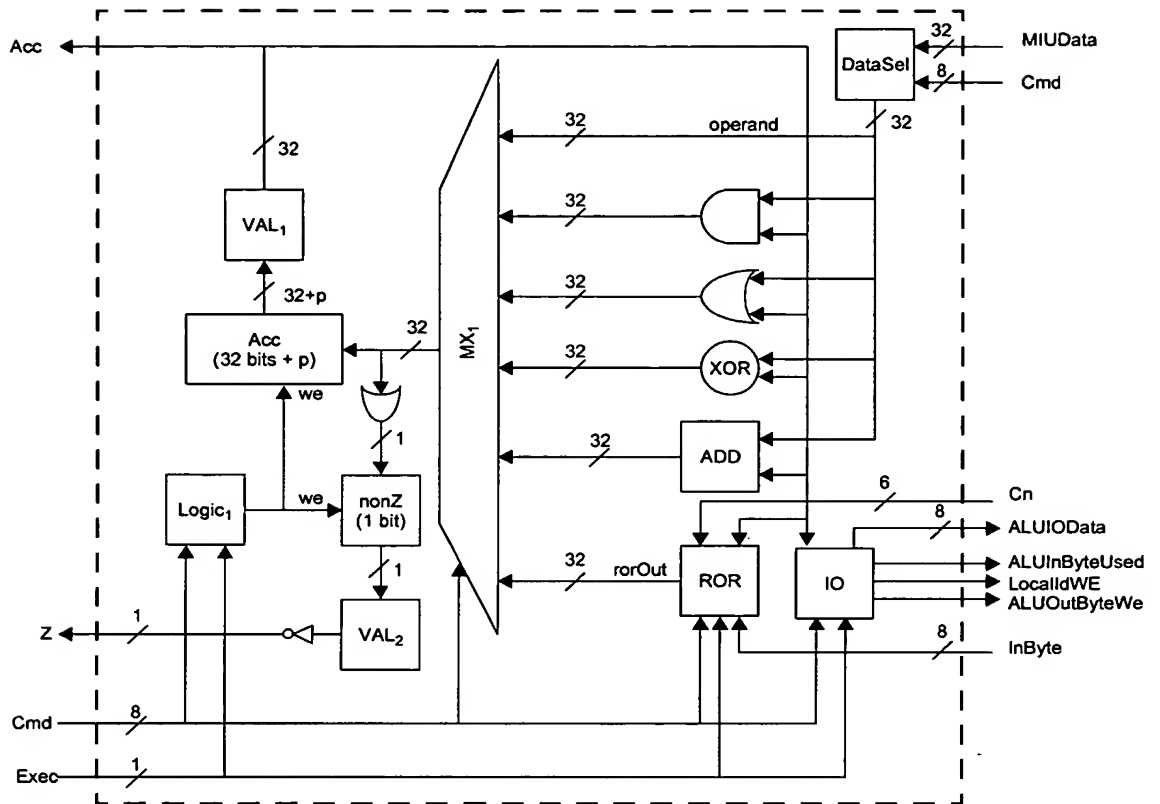 Acc
32
MIUData
DataSel
8
Cmd
32
32
operand
32
VAL₁
32
32+p
32
Acc
(32 bits + p)
32
MX₁
32
XOR
we
1
32
ADD
Logic₁
we
nonZ
(1 bit)
6
Cn
8
ALUIOData
1
32
rorOut
ROR
IO
ALUInByteUsed
LocalIdWE
ALUOutByteWe
Z
1
VAL₂
8
InByte
Cmd
8
Exec
1